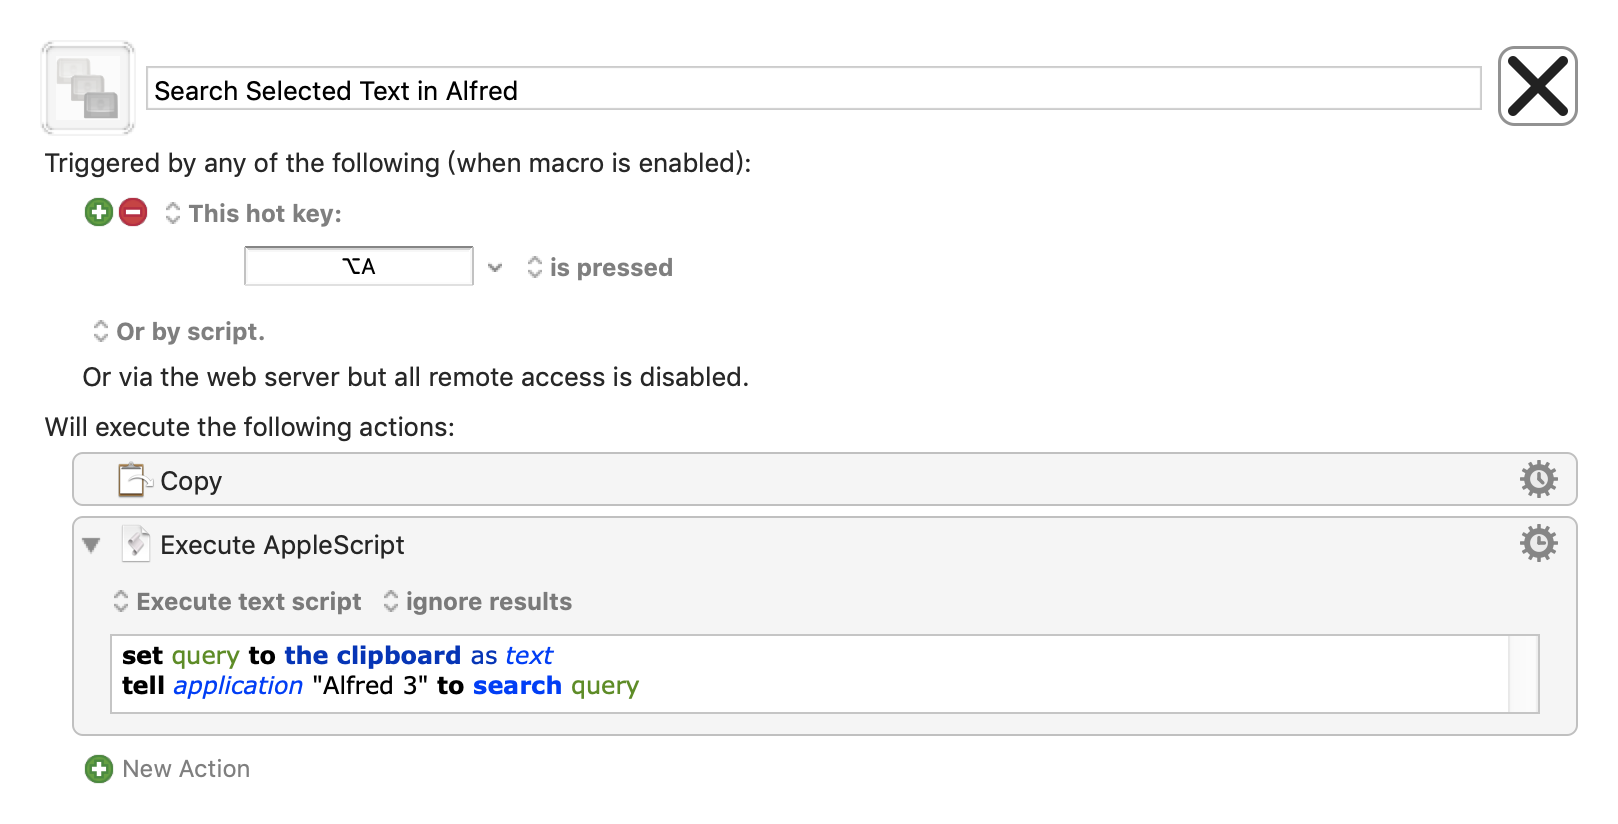 Search Selected Text in Alfred
Triggered by any of the following (when macro is enabled):
This hot key:
⌥A
is pressed
Or by script.
Or via the web server but all remote access is disabled.
Will execute the following actions:
Copy
Execute AppleScript
Execute text script ignore results
set query to the clipboard as text
tell application "Alfred 3" to search query
New Action